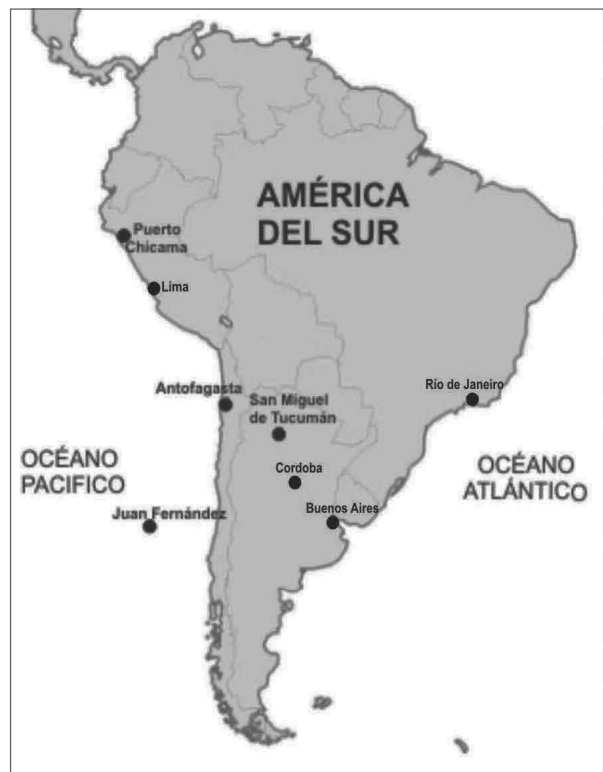 AMÉRICA
DEL SUR
Puerto
Chicama
Lima
Río de Janeiro
Antofagasta
San Miguel
de Tucumán
OCÉANO
PACIFICO
Cordoba
OCÉANO
ATLÁNTICO
Juan Fernández
Buenos Aires